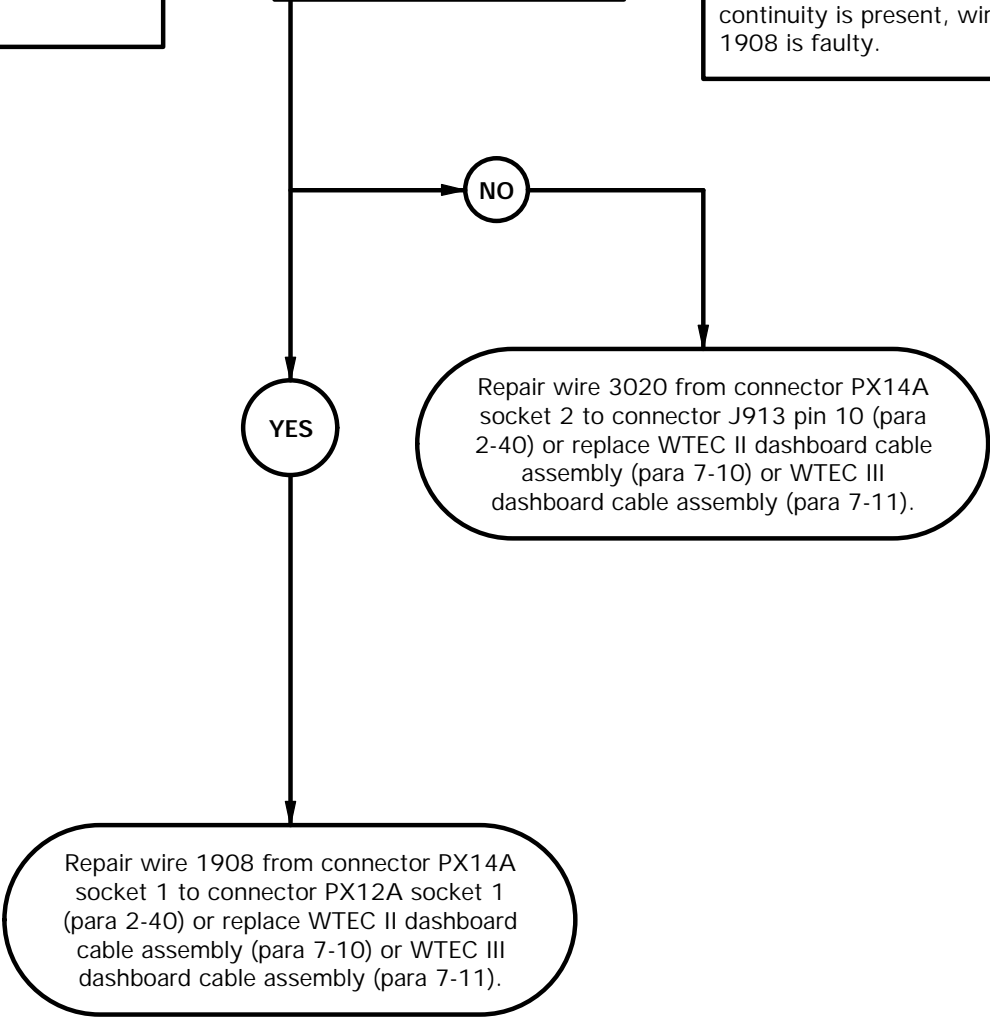 continuity is present, wir
1908 is faulty.
NO
Repair wire 3020 from connector PX14A
socket 2 to connector J913 pin 10 (para
2-40) or replace WTEC II dashboard cable
assembly (para 7-10) or WTEC III
dashboard cable assembly (para 7-11).
YES
Repair wire 1908 from connector PX14A
socket 1 to connector PX12A socket 1
(para 2-40) or replace WTEC II dashboard
cable assembly (para 7-10) or WTEC III
dashboard cable assembly (para 7-11).